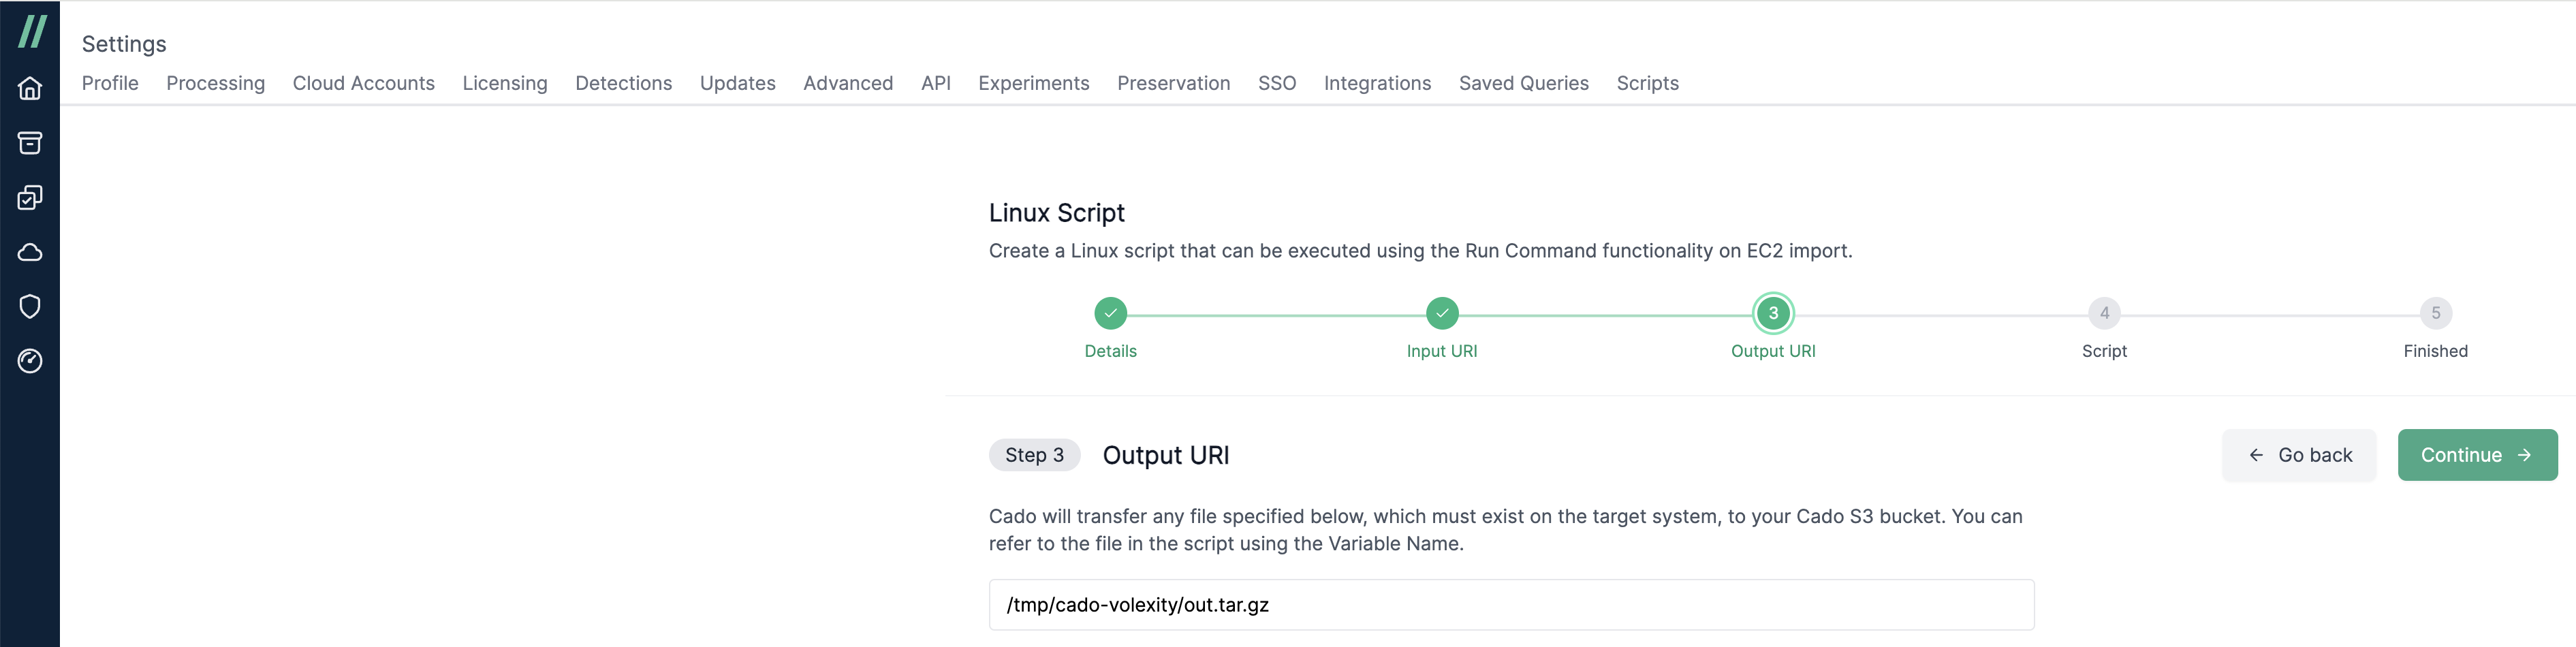 Settings
Profile Processing Cloud Accounts Licensing Detections Updates Advanced API Experiments Preservation SSO Integrations Saved Queries Scripts
Linux Script
Create a Linux script that can be executed using the Run Command functionality on EC2 import.
3 4 5
Details Input URI Output URI Script Finished
Step 3 Output URI Go back Continue
Cado will transfer any file specified below, which must exist on the target system, to your Cado S3 bucket. You can
refer to the file in the script using the Variable Name.
/tmp/cado-volexity/out.tar.gz